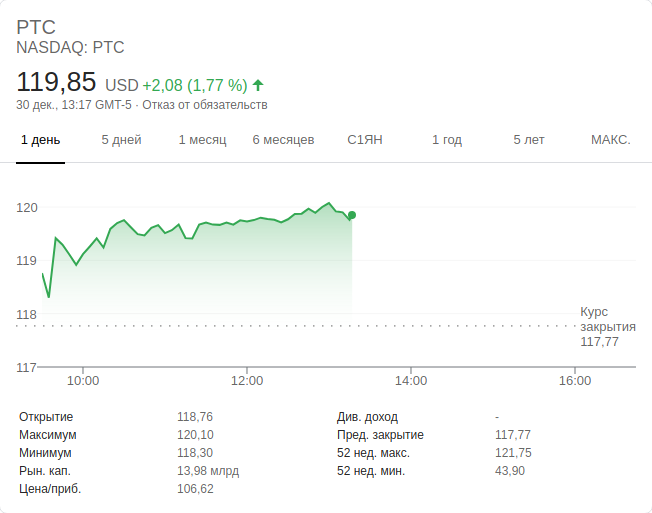 PTC
NASDAQ: PTC
119,85 USD +2,08 (1,77 %)
30 дек., 13:17 GMT-5 · Отказ от обязательств
1 день 5 дней 1 месяц 6 месяцев С1ЯН 1 год 5 лет МАКС.
120
119
118
117
Курс
закрытия
117,77
10:00 12:00 14:00 16:00
Открытие 118,76
Максимум 120,10
Минимум 118,30
Рын. кап. 13,98 млрд
Цена/приб. 106,62
Див. доход -
Пред. закрытие 117,77
52 нед. макс. 121,75
52 нед. мин. 43,90